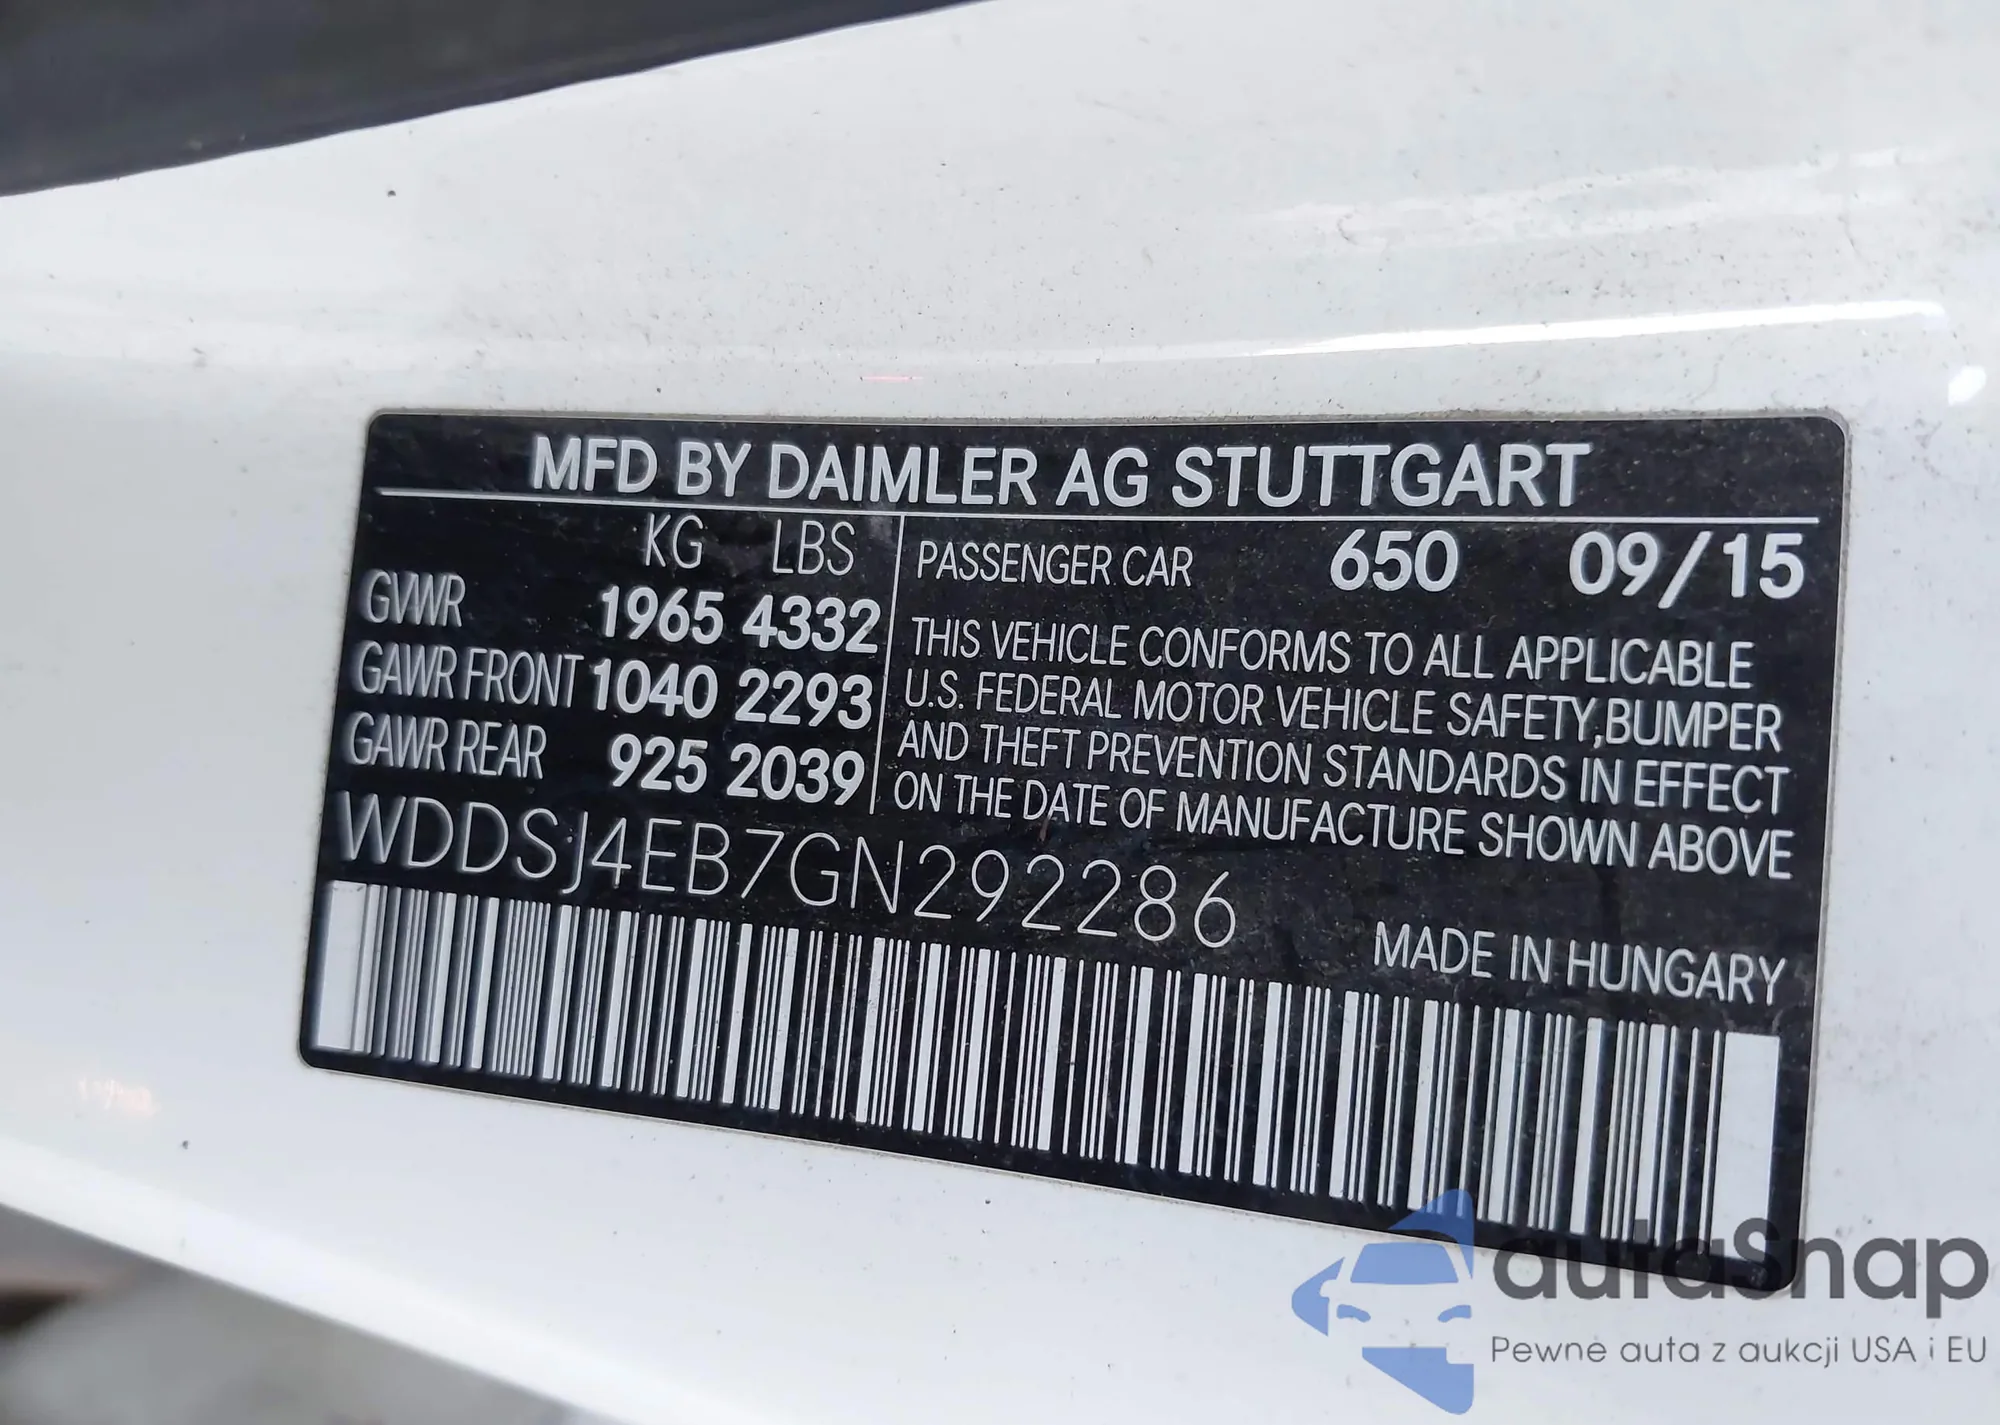 MFD BY DAIMLER AG STUTTGART
KG LBS
GVWR 1965 4332
GAWR FRONT 1040 2293
GAWR REAR 925 2039
PASSENGER CAR 650 09/15
THIS VEHICLE CONFORMS TO ALL APPLICABLE
U.S. FEDERAL MOTOR VEHICLE SAFETY,BUMPER
AND THEFT PREVENTION STANDARDS IN EFFECT
ON THE DATE OF MANUFACTURE SHOWN ABOVE
WDDSJ4EB7GN292286
MADE IN HUNGARY
autaSnap
Pewne auta z aukcji USA i EU